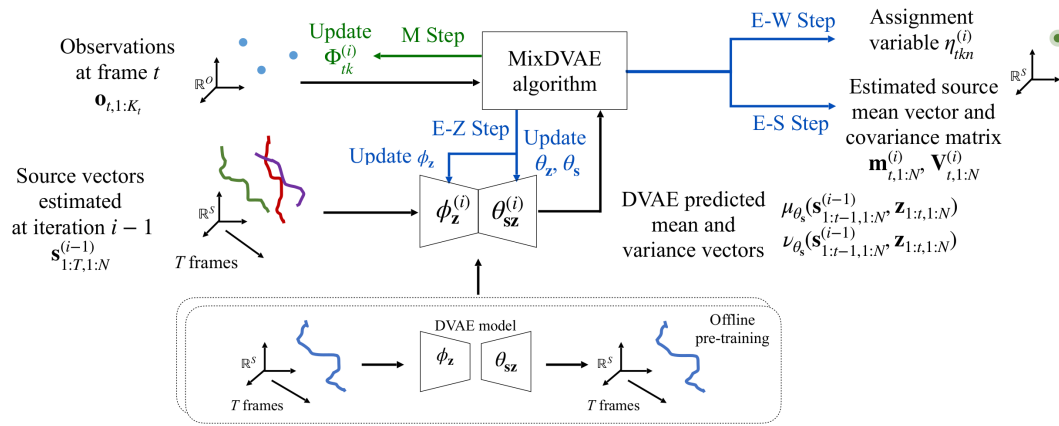 Observations
at frame t
𝐨_{t,1:K_t}
ℝ^O
Update
Φ_{tk}^{(i)}
M Step
MixDVAE
algorithm
E-W Step
Assignment
variable η_{tkn}^{(i)}
ℝ^S
E-S Step
Estimated source
mean vector and
covariance matrix
𝐦_{t,1:N}^{(i)}, 𝐕_{t,1:N}^{(i)}
E-Z Step
Update ϕ_𝐳
Update
θ_𝐳, θ_𝐬
Source vectors
estimated
at iteration i − 1
𝐬_{1:T,1:N}^{(i−1)}
ℝ^S
T frames
ϕ_𝐳^{(i)}
θ_{𝐬𝐳}^{(i)}
DVAE predicted
mean and
variance vectors
μ_{θ_𝐬}(𝐬_{1:t−1,1:N}^{(i−1)}, 𝐳_{1:t,1:N})
ν_{θ_𝐬}(𝐬_{1:t−1,1:N}^{(i−1)}, 𝐳_{1:t,1:N})
Offline
pre-training
DVAE model
ℝ^S
T frames
ϕ_𝐳
θ_{𝐬𝐳}
ℝ^S
T frames